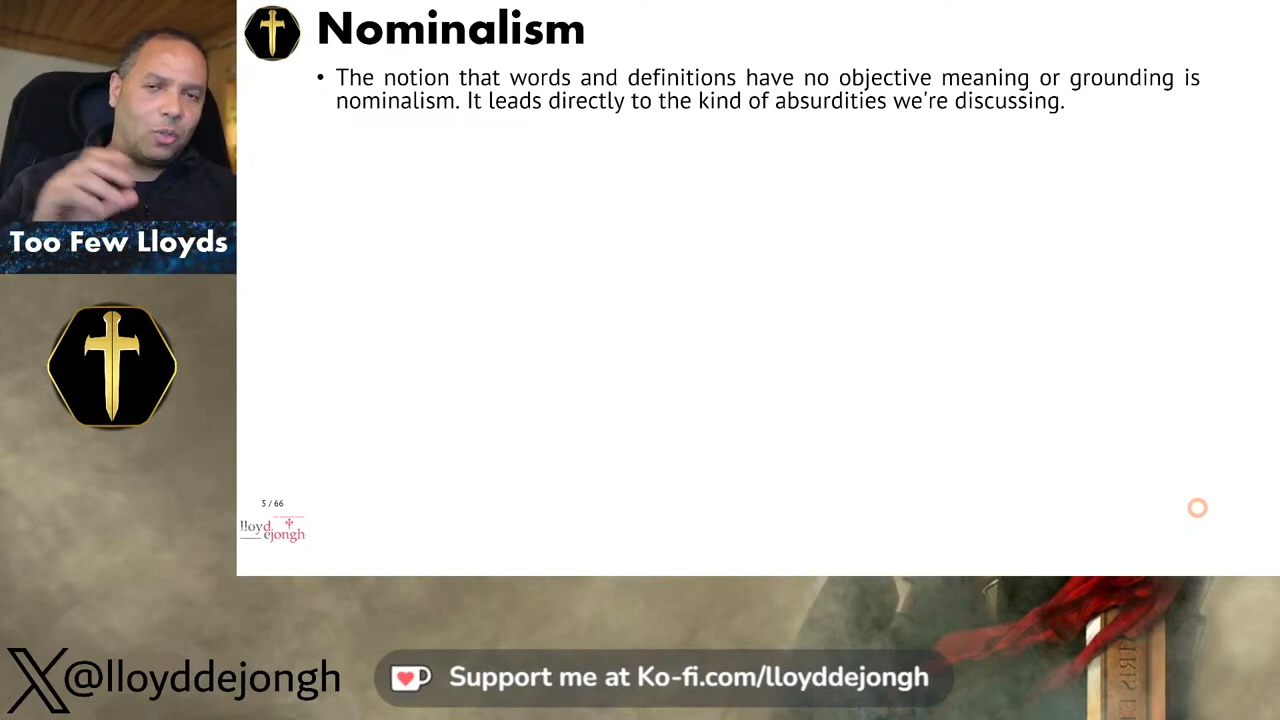 Nominalism
• The notion that words and definitions have no objective meaning or grounding is
nominalism. It leads directly to the kind of absurdities we're discussing.
Too Few Lloyds
5 / 66
lloyd
ejongh
X@lloyddejongh
Support me at Ko-fi.com/lloyddejongh